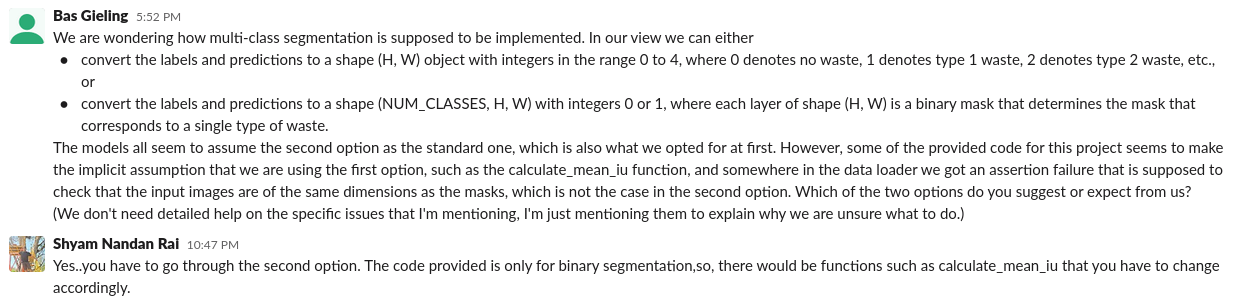 Bas Gieling 5:52 PM
We are wondering how multi-class segmentation is supposed to be implemented. In our view we can either
● convert the labels and predictions to a shape (H, W) object with integers in the range 0 to 4, where 0 denotes no waste, 1 denotes type 1 waste, 2 denotes type 2 waste, etc.,
or
● convert the labels and predictions to a shape (NUM_CLASSES, H, W) with integers 0 or 1, where each layer of shape (H, W) is a binary mask that determines the mask that
corresponds to a single type of waste.
The models all seem to assume the second option as the standard one, which is also what we opted for at first. However, some of the provided code for this project seems to make
the implicit assumption that we are using the first option, such as the calculate_mean_iu function, and somewhere in the data loader we got an assertion failure that is supposed to
check that the input images are of the same dimensions as the masks, which is not the case in the second option. Which of the two options do you suggest or expect from us?
(We don't need detailed help on the specific issues that I'm mentioning, I'm just mentioning them to explain why we are unsure what to do.)
Shyam Nandan Rai 10:47 PM
Yes..you have to go through the second option. The code provided is only for binary segmentation,so, there would be functions such as calculate_mean_iu that you have to change
accordingly.